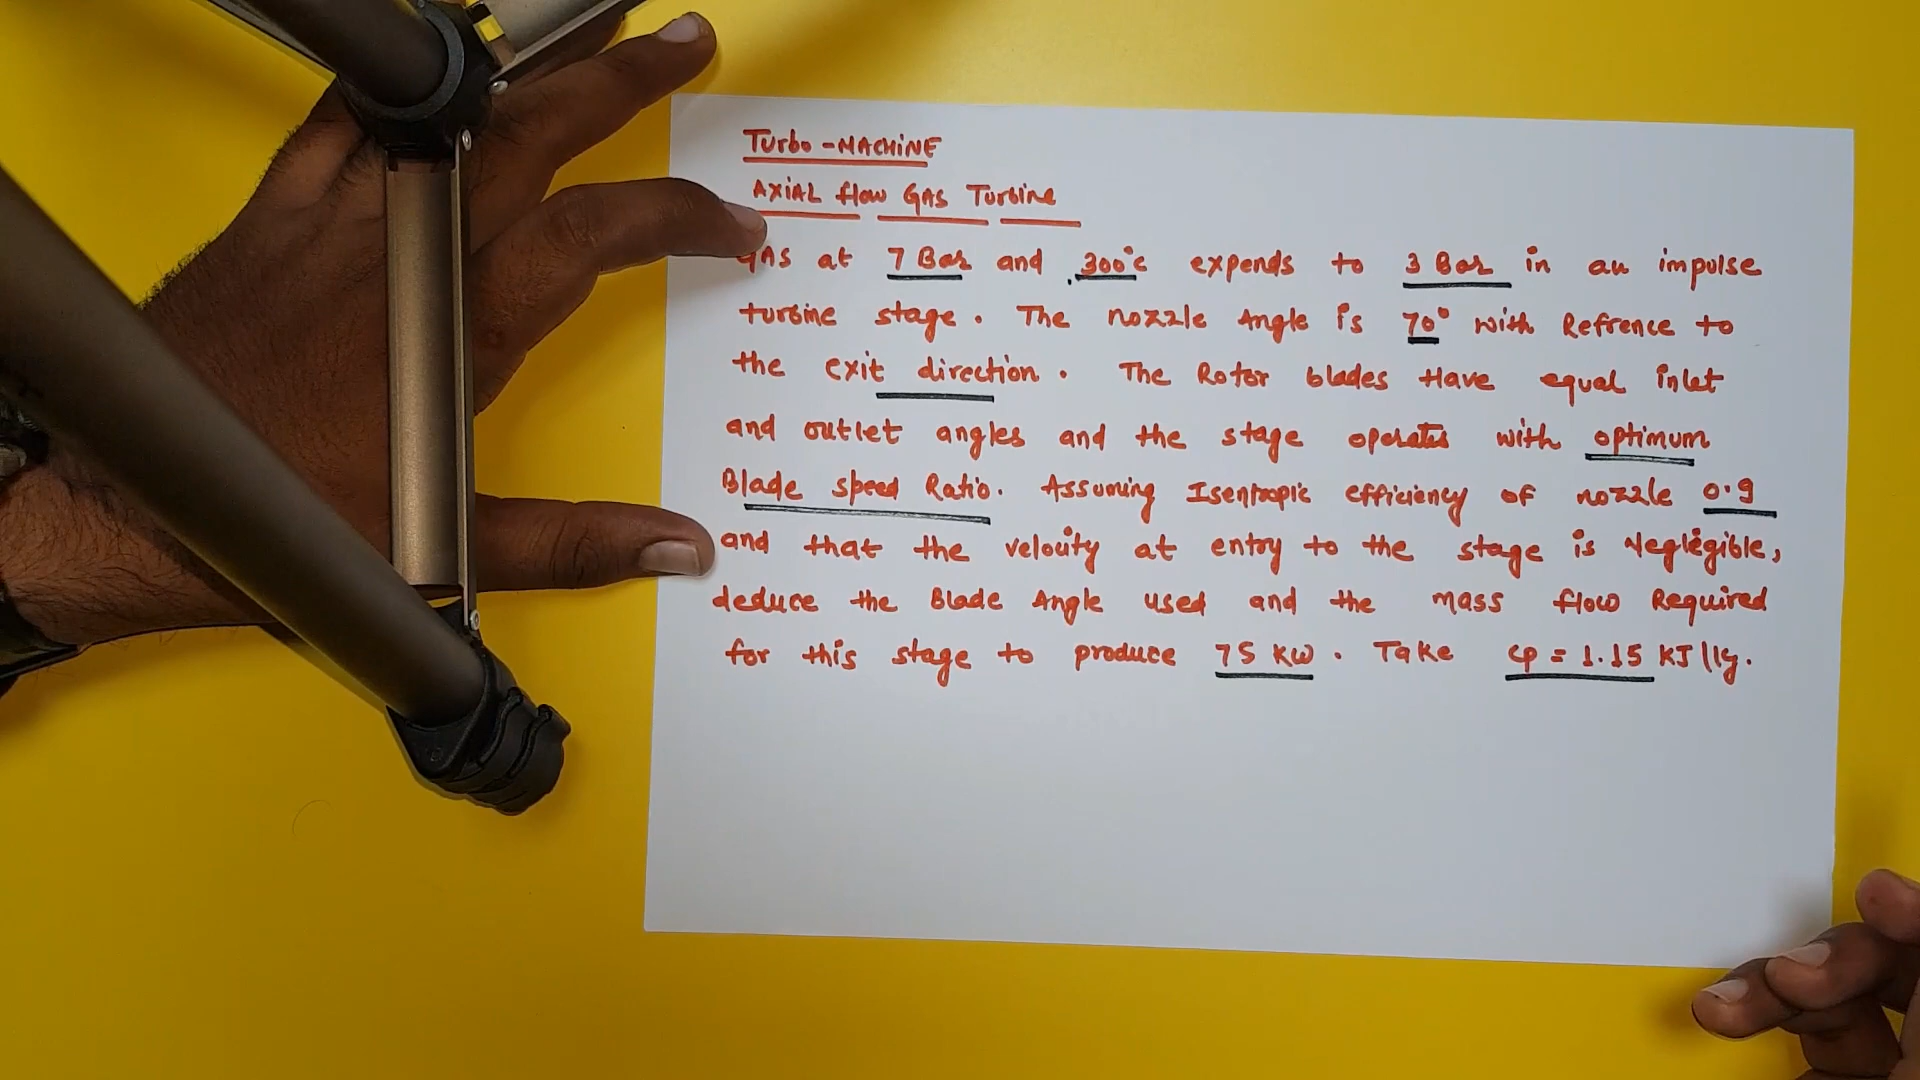 Turbo-MACHiNE
AXiAL flow GAS Turbine
GAS at 7 Bar and 300°c expends to 3 Bar in an impulse
turbine stage. The nozzle Angle is 70° with Refrence to
the exit direction. The Rotor blades Have equal inlet
and outlet angles and the stage operates with optimum
Blade speed Ratio. Assuming Isentropic efficiency of nozzle 0.9
and that the velocity at entry to the stage is Neglegible,
deduce the Blade Angle used and the mass flow Required
for this stage to produce 75 KW. Take cp = 1.15 KJ/kg.